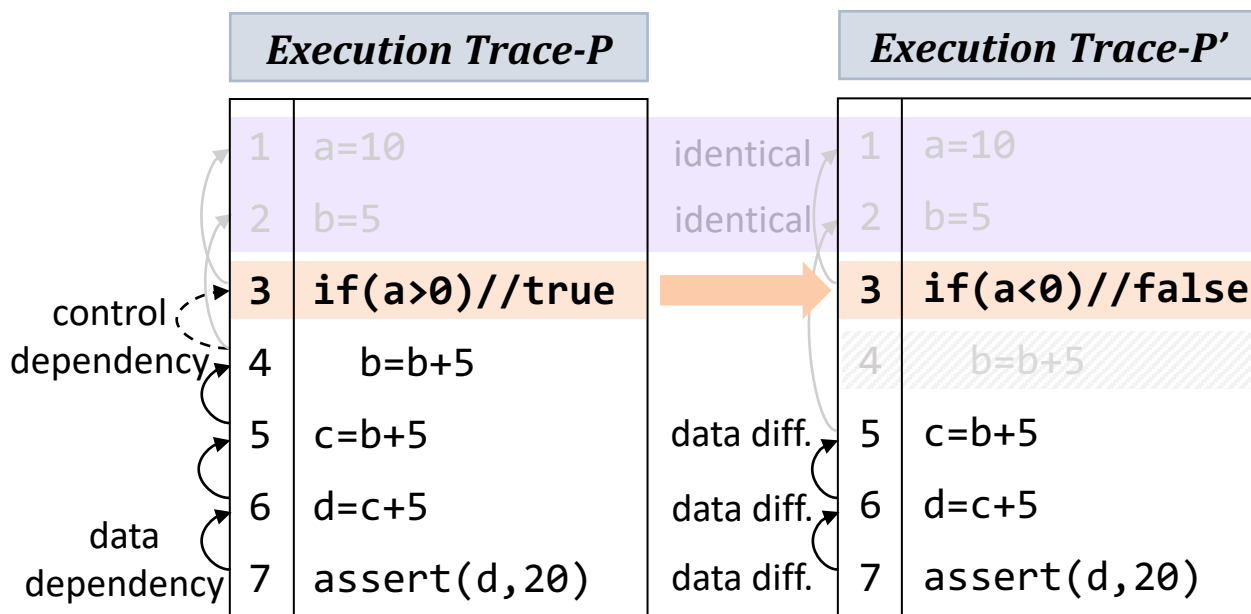 Execution Trace-P
Execution Trace-P’
1 a=10 identical 1 a=10
2 b=5 identical 2 b=5
3 if(a>0)//true 3 if(a<0)//false
control
dependency 4 b=b+5 4 b=b+5
5 c=b+5 data diff. 5 c=b+5
6 d=c+5 data diff. 6 d=c+5
data
dependency 7 assert(d,20) data diff. 7 assert(d,20)